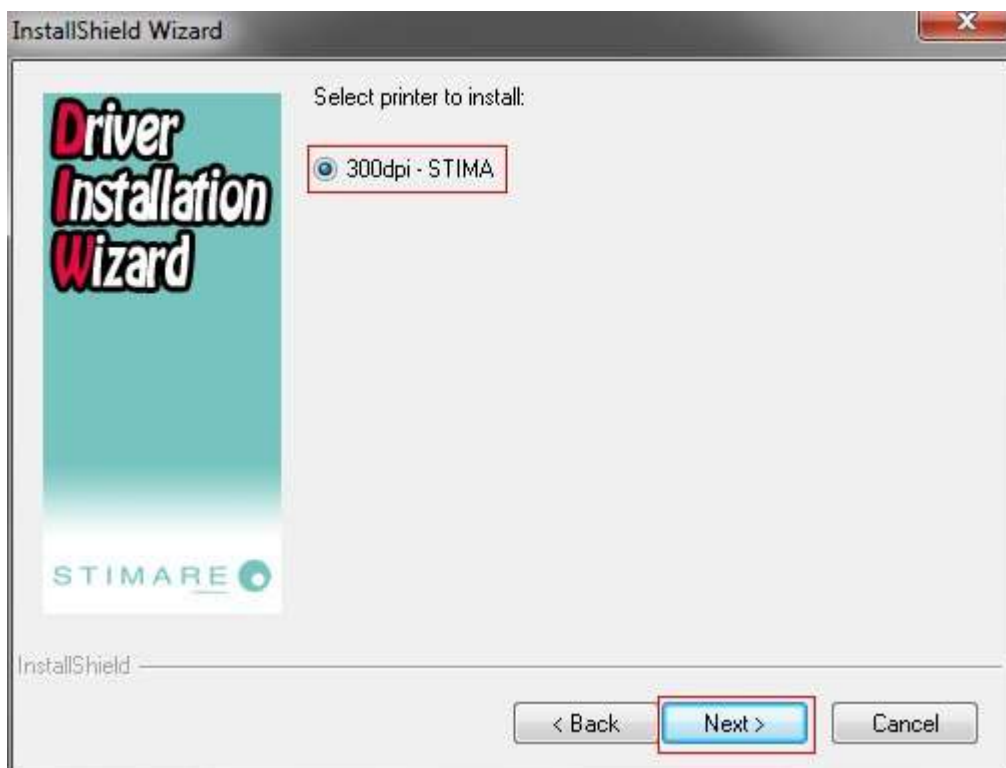 InstallShield Wizard
Driver
Installation
Wizard
Select printer to install:
300dpi - STIMA
STIMARE
InstallShield
< Back
Next >
Cancel